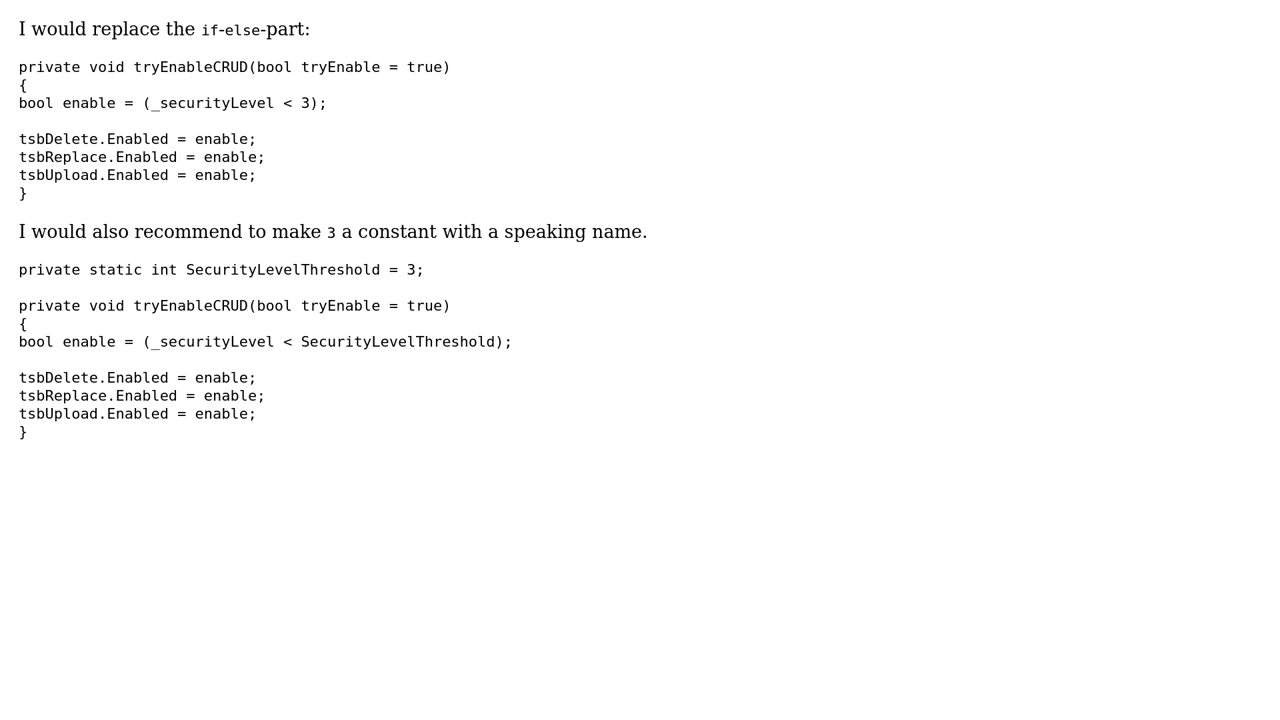 I would replace the if-else-part:
private void tryEnableCRUD(bool tryEnable = true)
{
bool enable = (_securityLevel < 3);
tsbDelete.Enabled = enable;
tsbReplace.Enabled = enable;
tsbUpload.Enabled = enable;
}
I would also recommend to make 3 a constant with a speaking name.
private static int SecurityLevelThreshold = 3;
private void tryEnableCRUD(bool tryEnable = true)
{
bool enable = (_securityLevel < SecurityLevelThreshold);
tsbDelete.Enabled = enable;
tsbReplace.Enabled = enable;
tsbUpload.Enabled = enable;
}